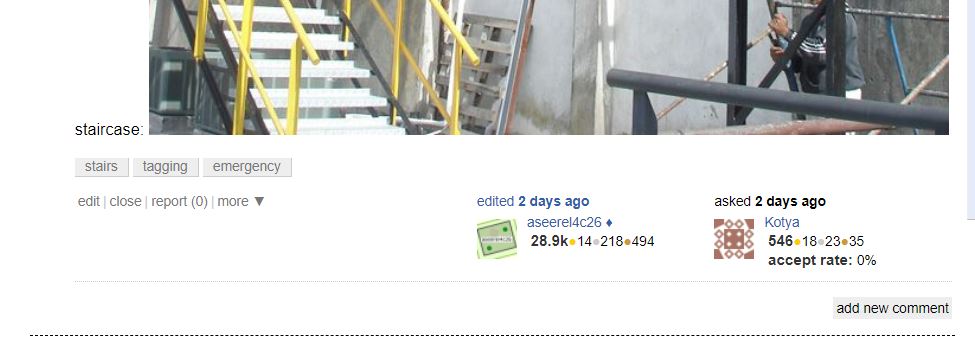 staircase:
stairs tagging emergency
edit | close | report (0) | more ▼
edited 2 days ago
aseerel4c26 ♦
28.9k●14●218●494
asked 2 days ago
Kotya
546●18●23●35
accept rate: 0%
add new comment